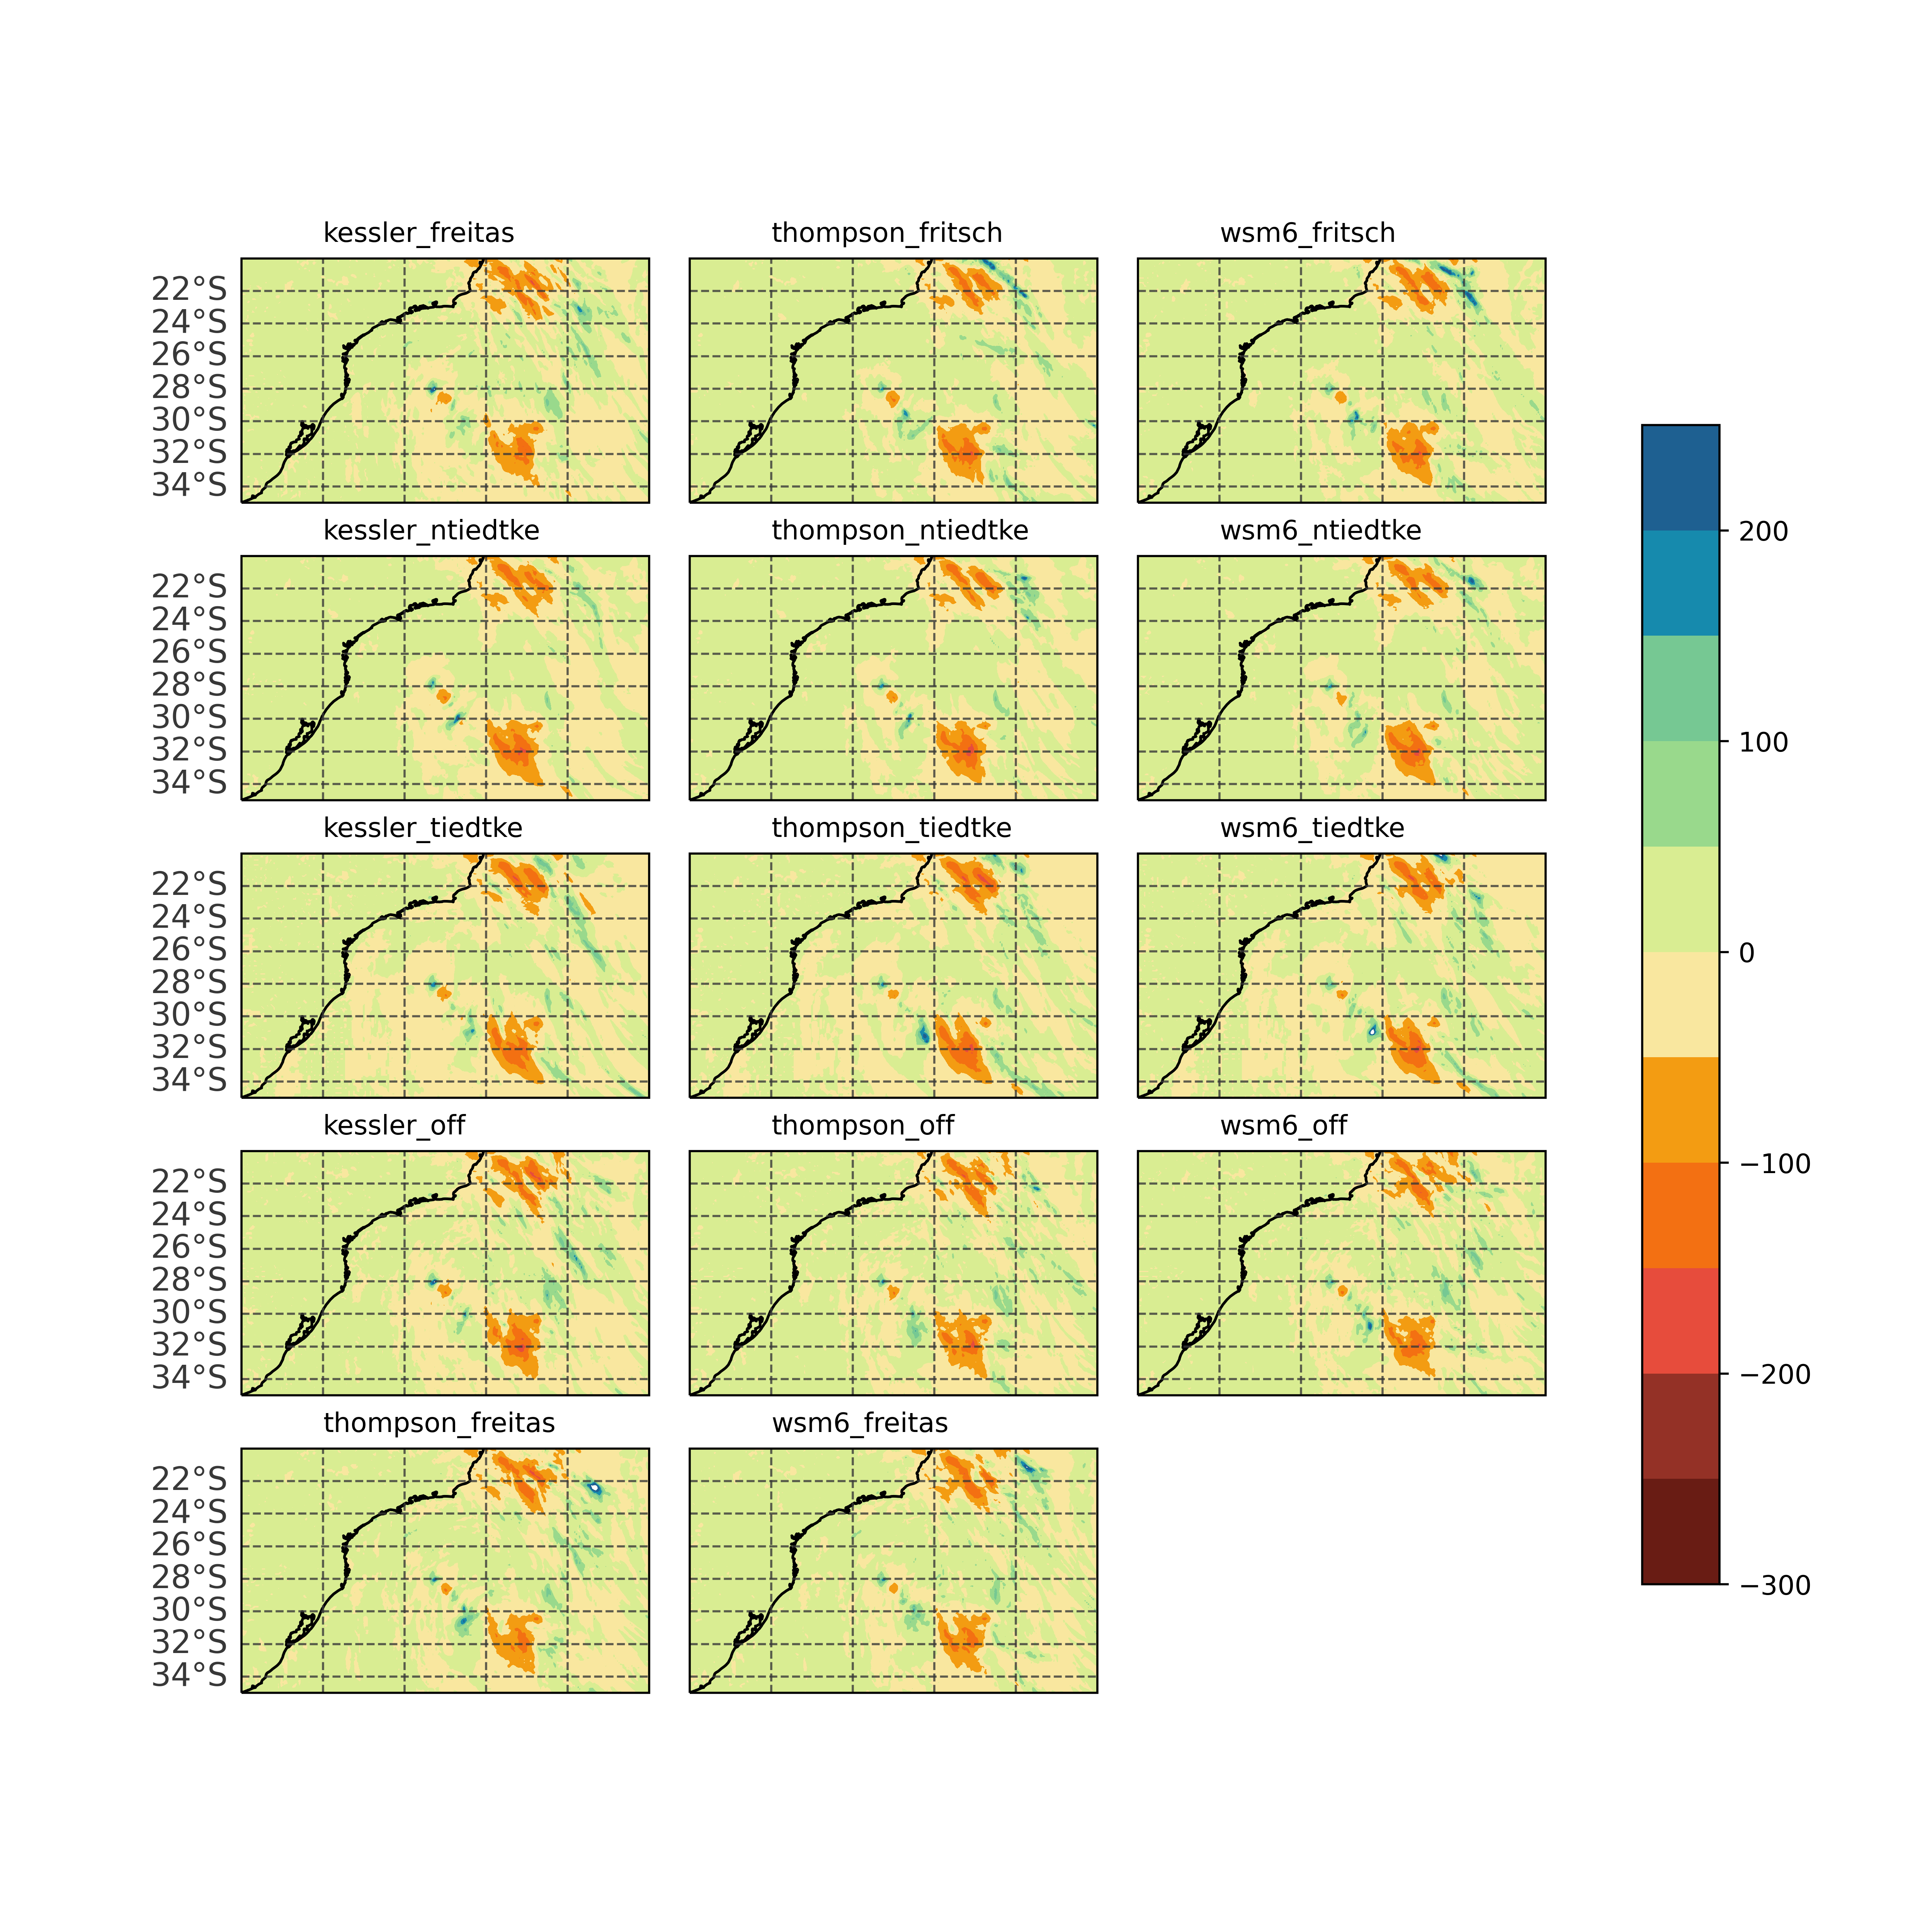 kessler_freitas thompson_fritsch wsm6_fritsch
22°S
24°S
26°S
28°S
30°S
32°S
34°S
kessler_ntiedtke thompson_ntiedtke wsm6_ntiedtke
22°S
24°S
26°S
28°S
30°S
32°S
34°S
kessler_tiedtke thompson_tiedtke wsm6_tiedtke
22°S
24°S
26°S
28°S
30°S
32°S
34°S
kessler_off thompson_off wsm6_off
22°S
24°S
26°S
28°S
30°S
32°S
34°S
thompson_freitas wsm6_freitas
22°S
24°S
26°S
28°S
30°S
32°S
34°S
200
100
0
−100
−200
−300